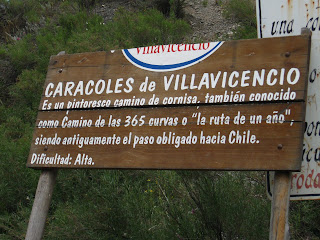 Villavicencio
CARACOLES de VILLAVICENCIO
Es un pintoresco camino de cornisa, también conocido
como Camino de las 365 curvas o "la ruta de un año",
siendo antiguamente el paso obligado hacia Chile.
Dificultad: Alta.